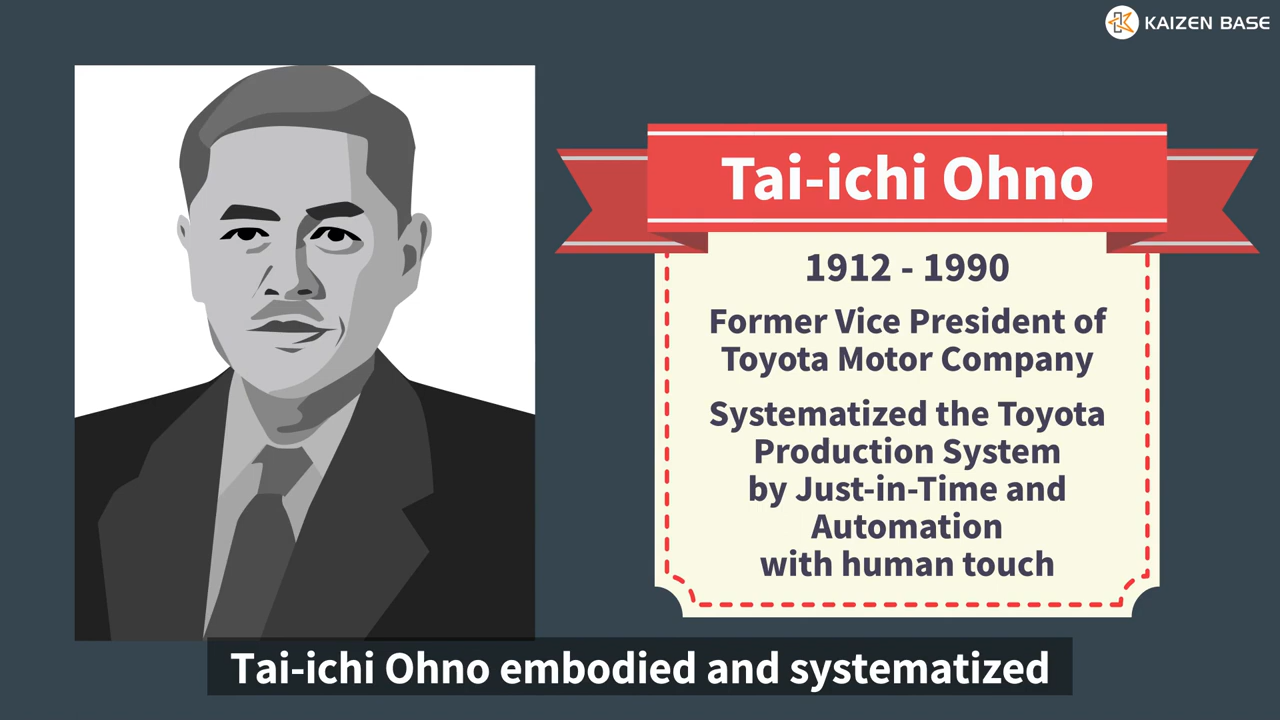 KAIZEN BASE
Tai-ichi Ohno
1912 - 1990
Former Vice President of
Toyota Motor Company
Systematized the Toyota
Production System
by Just-in-Time and
Automation
with human touch
Tai-ichi Ohno embodied and systematized